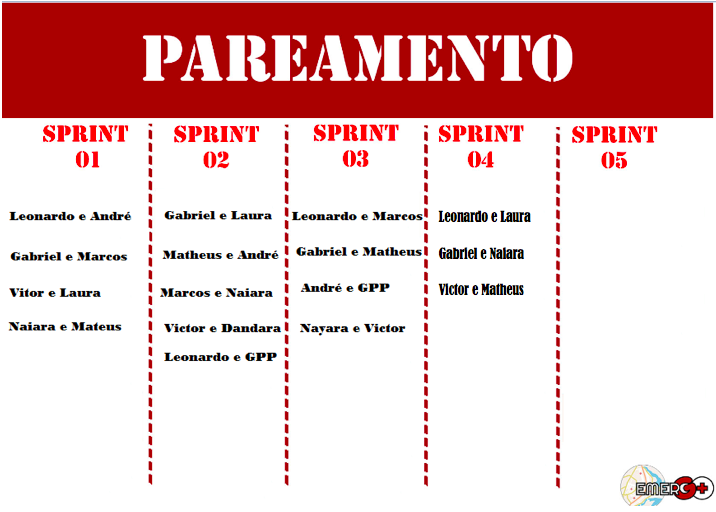 PAREAMENTO
SPRINT
01
Leonardo e André
Gabriel e Marcos
Vitor e Laura
Naiara e Mateus
SPRINT
02
Gabriel e Laura
Matheus e André
Marcos e Naiara
Victor e Dandara
Leonardo e GPP
SPRINT
03
Leonardo e Marcos
Gabriel e Matheus
André e GPP
Nayara e Victor
SPRINT
04
Leonardo e Laura
Gabriel e Naiara
Victor e Matheus
SPRINT
05
EMERGO+